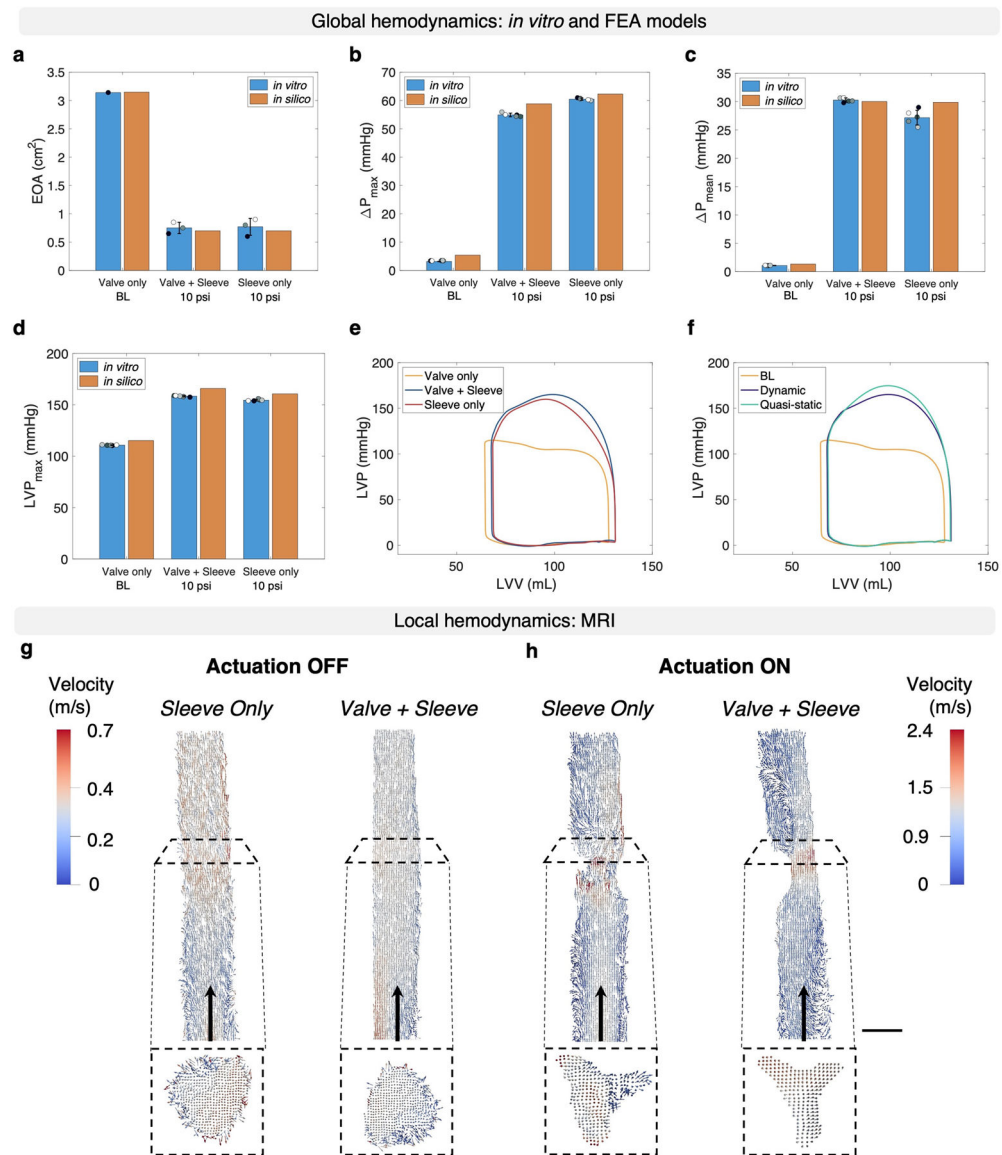 Global hemodynamics: in vitro and FEA models
a
EOA (cm2)
3.5
3
2.5
2
1.5
1
0.5
0
in vitro
in silico
Valve only
BL
Valve + Sleeve
10 psi
Sleeve only
10 psi
b
Δ Pmax (mmHg)
70
60
50
40
30
20
10
0
in vitro
in silico
Valve only
BL
Valve + Sleeve
10 psi
Sleeve only
10 psi
c
Δ Pmean (mmHg)
35
30
25
20
15
10
5
0
in vitro
in silico
Valve only
BL
Valve + Sleeve
10 psi
Sleeve only
10 psi
d
LVPmax (mmHg)
200
150
100
50
0
in vitro
in silico
Valve only
BL
Valve + Sleeve
10 psi
Sleeve only
10 psi
e
LVP (mmHg)
200
150
100
50
0
Valve only
Valve + Sleeve
Sleeve only
50
100
150
LVV (mL)
f
LVP (mmHg)
200
150
100
50
0
BL
Dynamic
Quasi-static
50
100
150
LVV (mL)
Local hemodynamics: MRI
g
Actuation OFF
Velocity
(m/s)
0.7
0.4
0.2
0
Sleeve Only
Valve + Sleeve
h
Actuation ON
Sleeve Only
Valve + Sleeve
Velocity
(m/s)
2.4
1.5
0.9
0